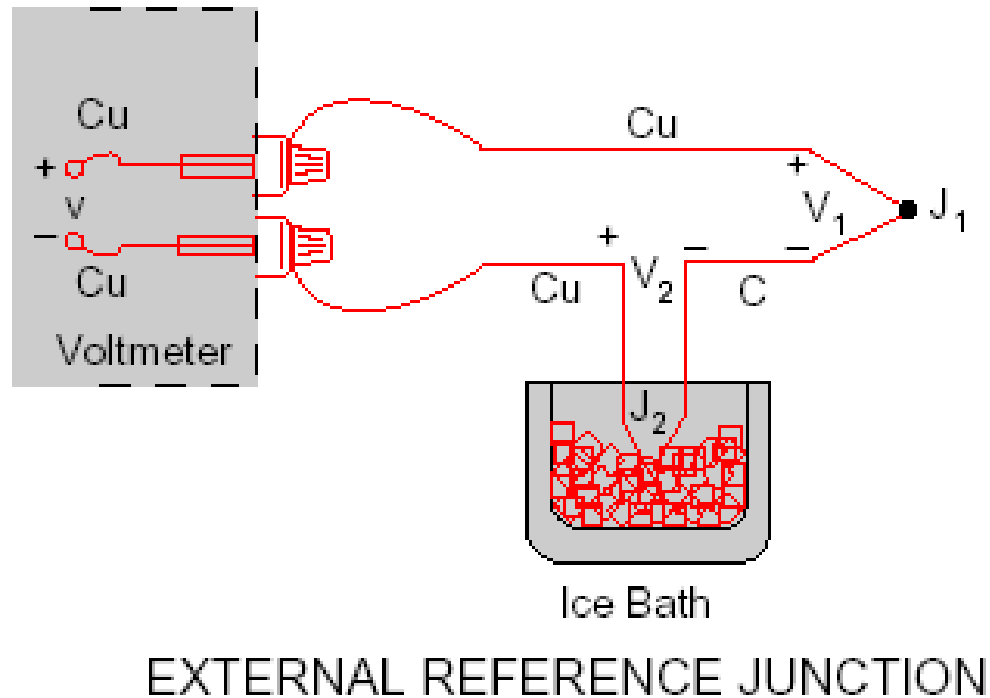 Cu
Cu
+
+
V₁
J₁
v
−
+
−
−
V₂
Cu
Cu
C
Voltmeter
J₂
Ice Bath
EXTERNAL REFERENCE JUNCTION